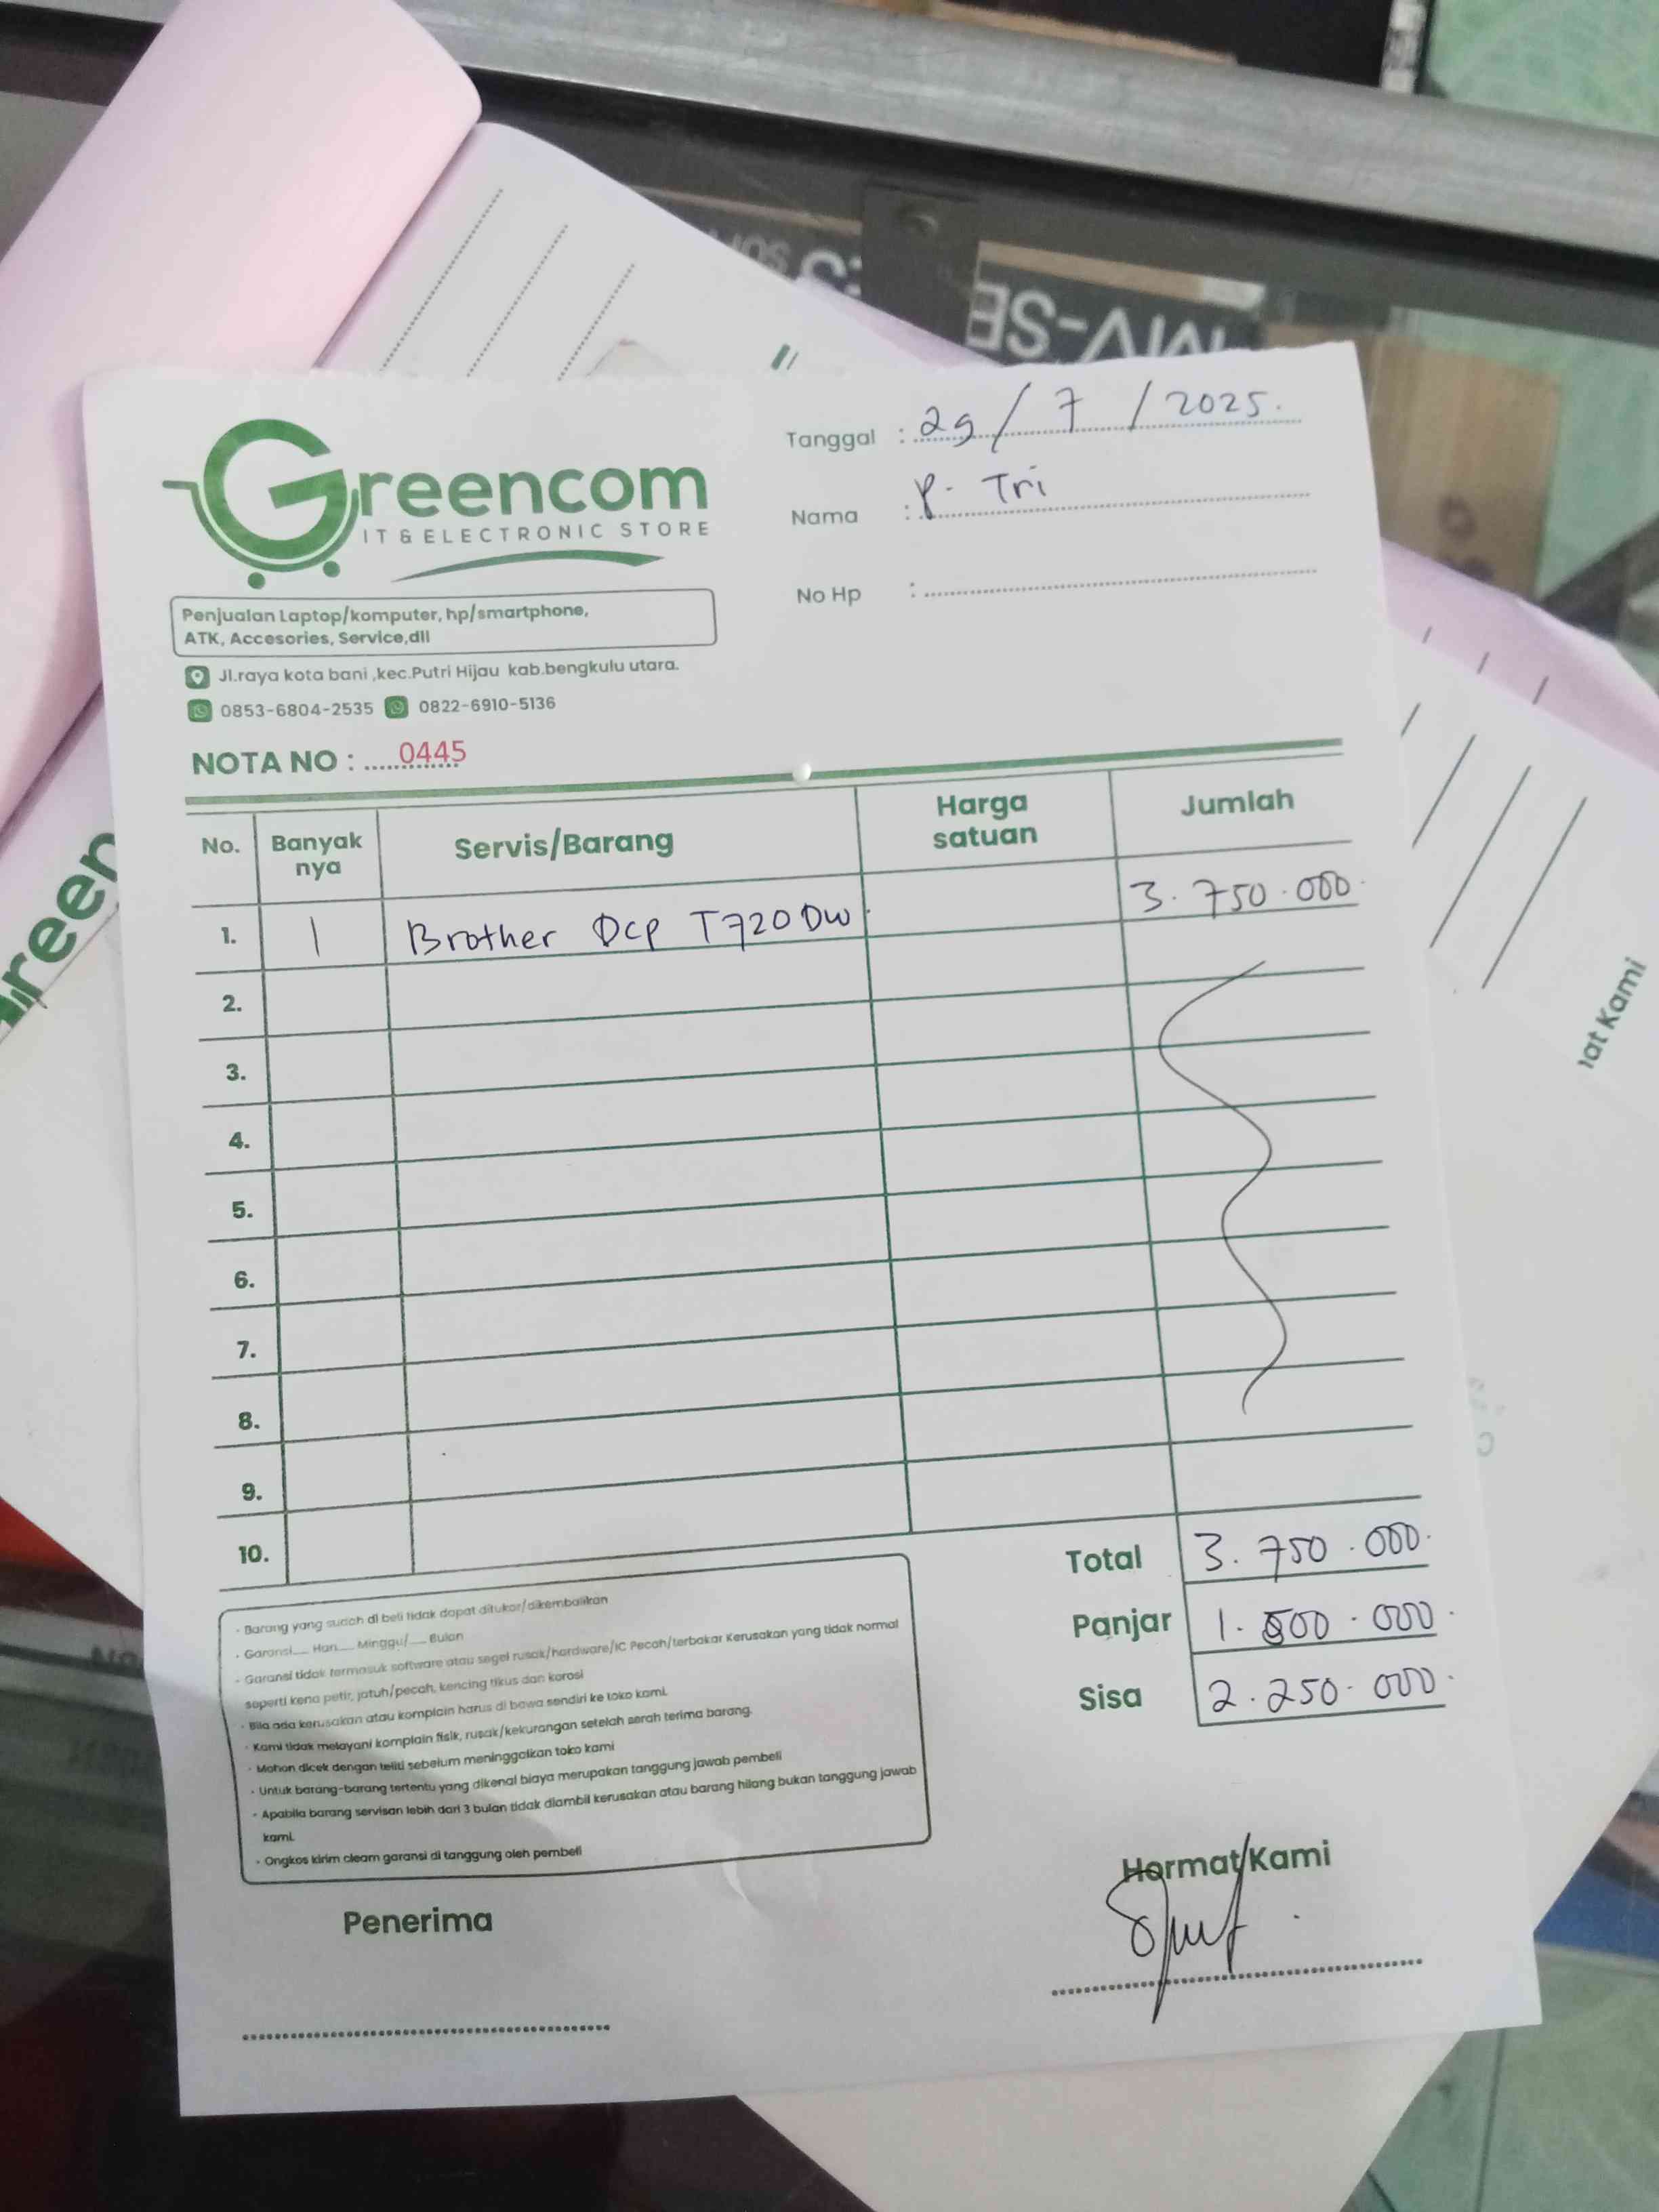 Greencom
IT & ELECTRONIC STORE
Penjualan Laptop/komputer, hp/smartphone,
ATK, Accesories, Service,dll
Jl.raya kota bani ,kec.Putri Hijau kab.bengkulu utara.
0853-6804-2535 0822-6910-5136
NOTA NO : 0445
Tanggal : 29 / 7 / 2025.
Nama : P. Tri
No Hp :
No. Banyak nya Servis/Barang Harga satuan Jumlah
1. 1 Brother Dcp T720 Dw. 3.750.000.
2.
3.
4.
5.
6.
7.
8.
9.
10.
Total 3.750.000.
Panjar 1.500.000.
Sisa 2.250.000.
- Barang yang sudah di beli tidak dapat ditukar/dikembalikan
- Garansi__ Hari__ Minggu/__ Bulan
- Garansi tidak termasuk software atau segel rusak/hardware/IC Pecah/terbakar Kerusakan yang tidak normal
seperti kena petir, jatuh/pecah, kencing tikus dan korosi
- Bila ada kerusakan atau komplain harus di bawa sendiri ke toko kami.
- Kami tidak melayani komplain fisik, rusak/kekurangan setelah serah terima barang.
- Mohon dicek dengan teliti sebelum meninggalkan toko kami
- Untuk barang-barang tertentu yang dikenai biaya merupakan tanggung jawab pembeli
- Apabila barang servisan lebih dari 3 bulan tidak diambil kerusakan atau barang hilang bukan tanggung jawab
kami.
- Ongkos kirim cleam garansi di tanggung oleh pembeli
Penerima
Hormat Kami
reen
at Kami